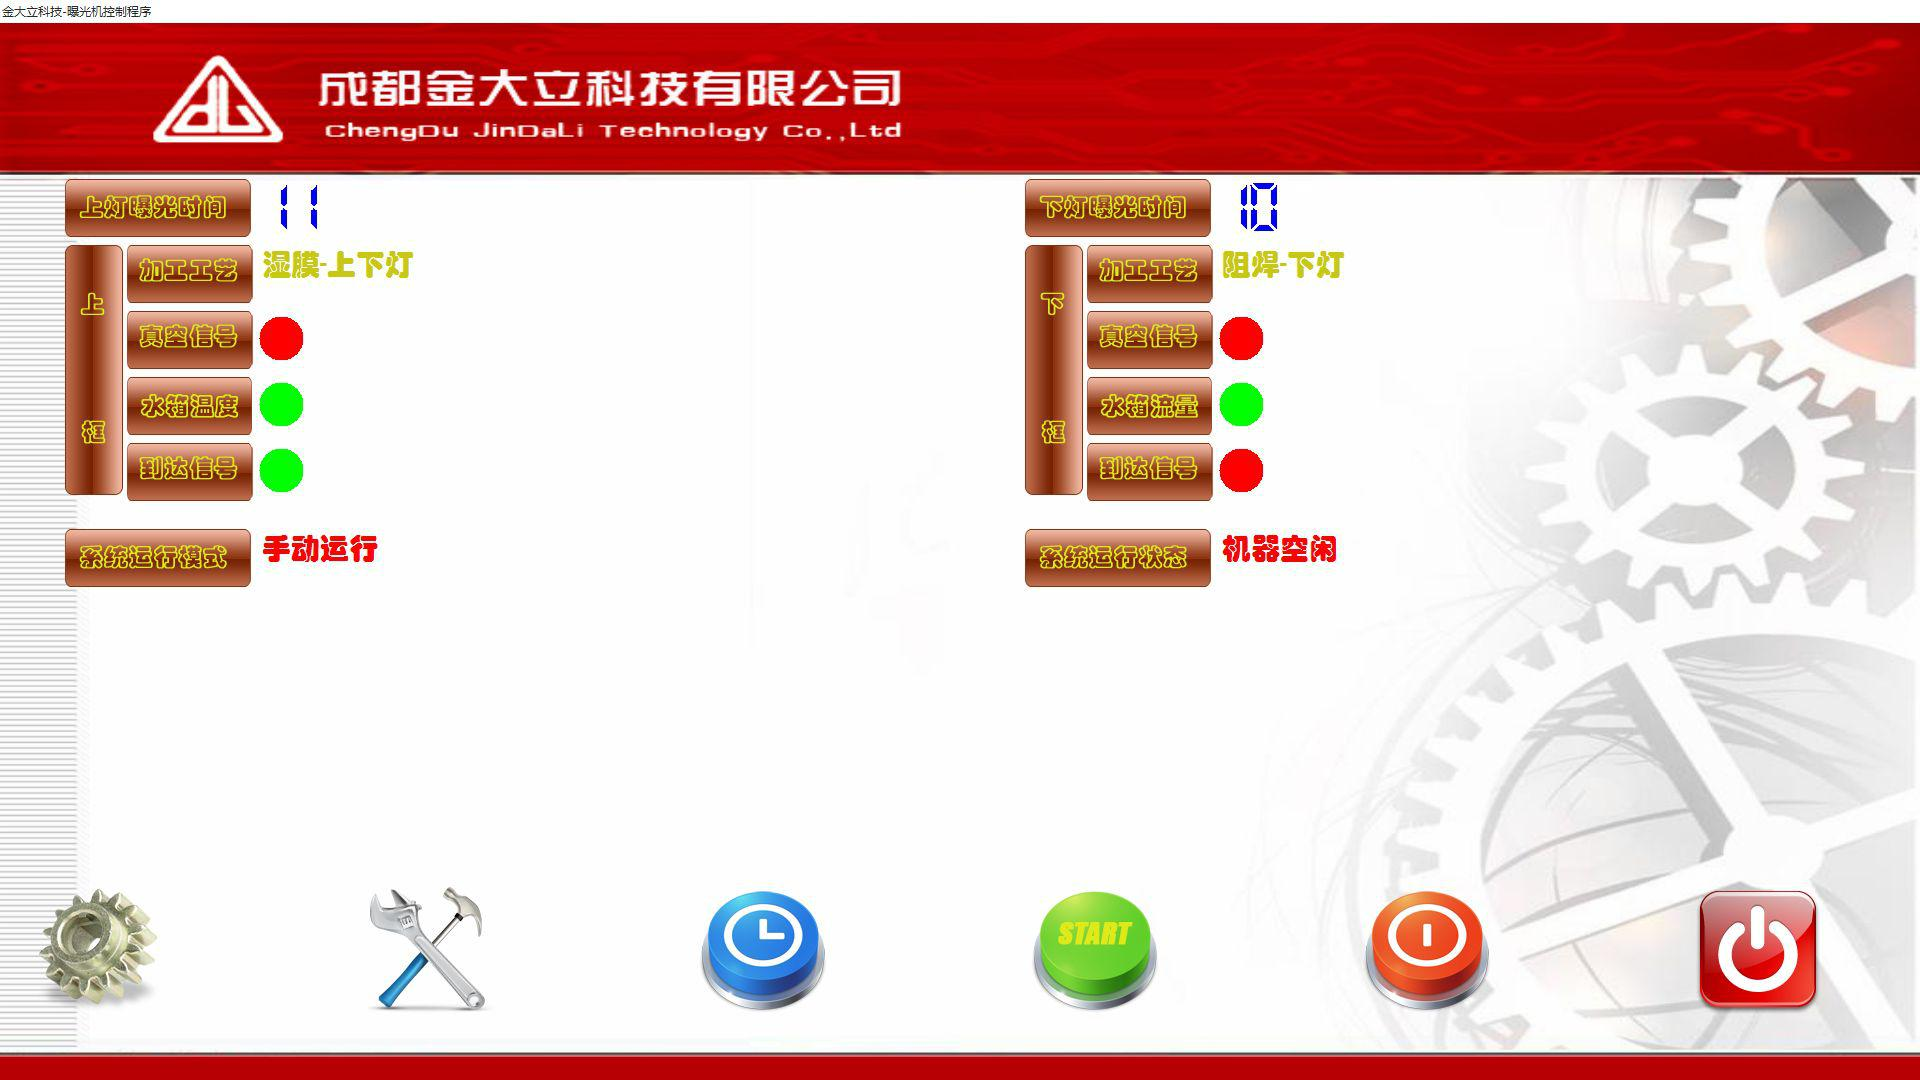 金大立科技-曝光机控制程序
成都金大立科技有限公司
ChengDu JinDaLi Technology Co.,Ltd
上灯曝光时间 11
下灯曝光时间 10
上框
加工工艺 湿膜-上下灯
真空信号
水箱温度
到达信号
下框
加工工艺 阻焊-下灯
真空信号
水箱流量
到达信号
系统运行模式 手动运行
系统运行状态 机器空闲
START